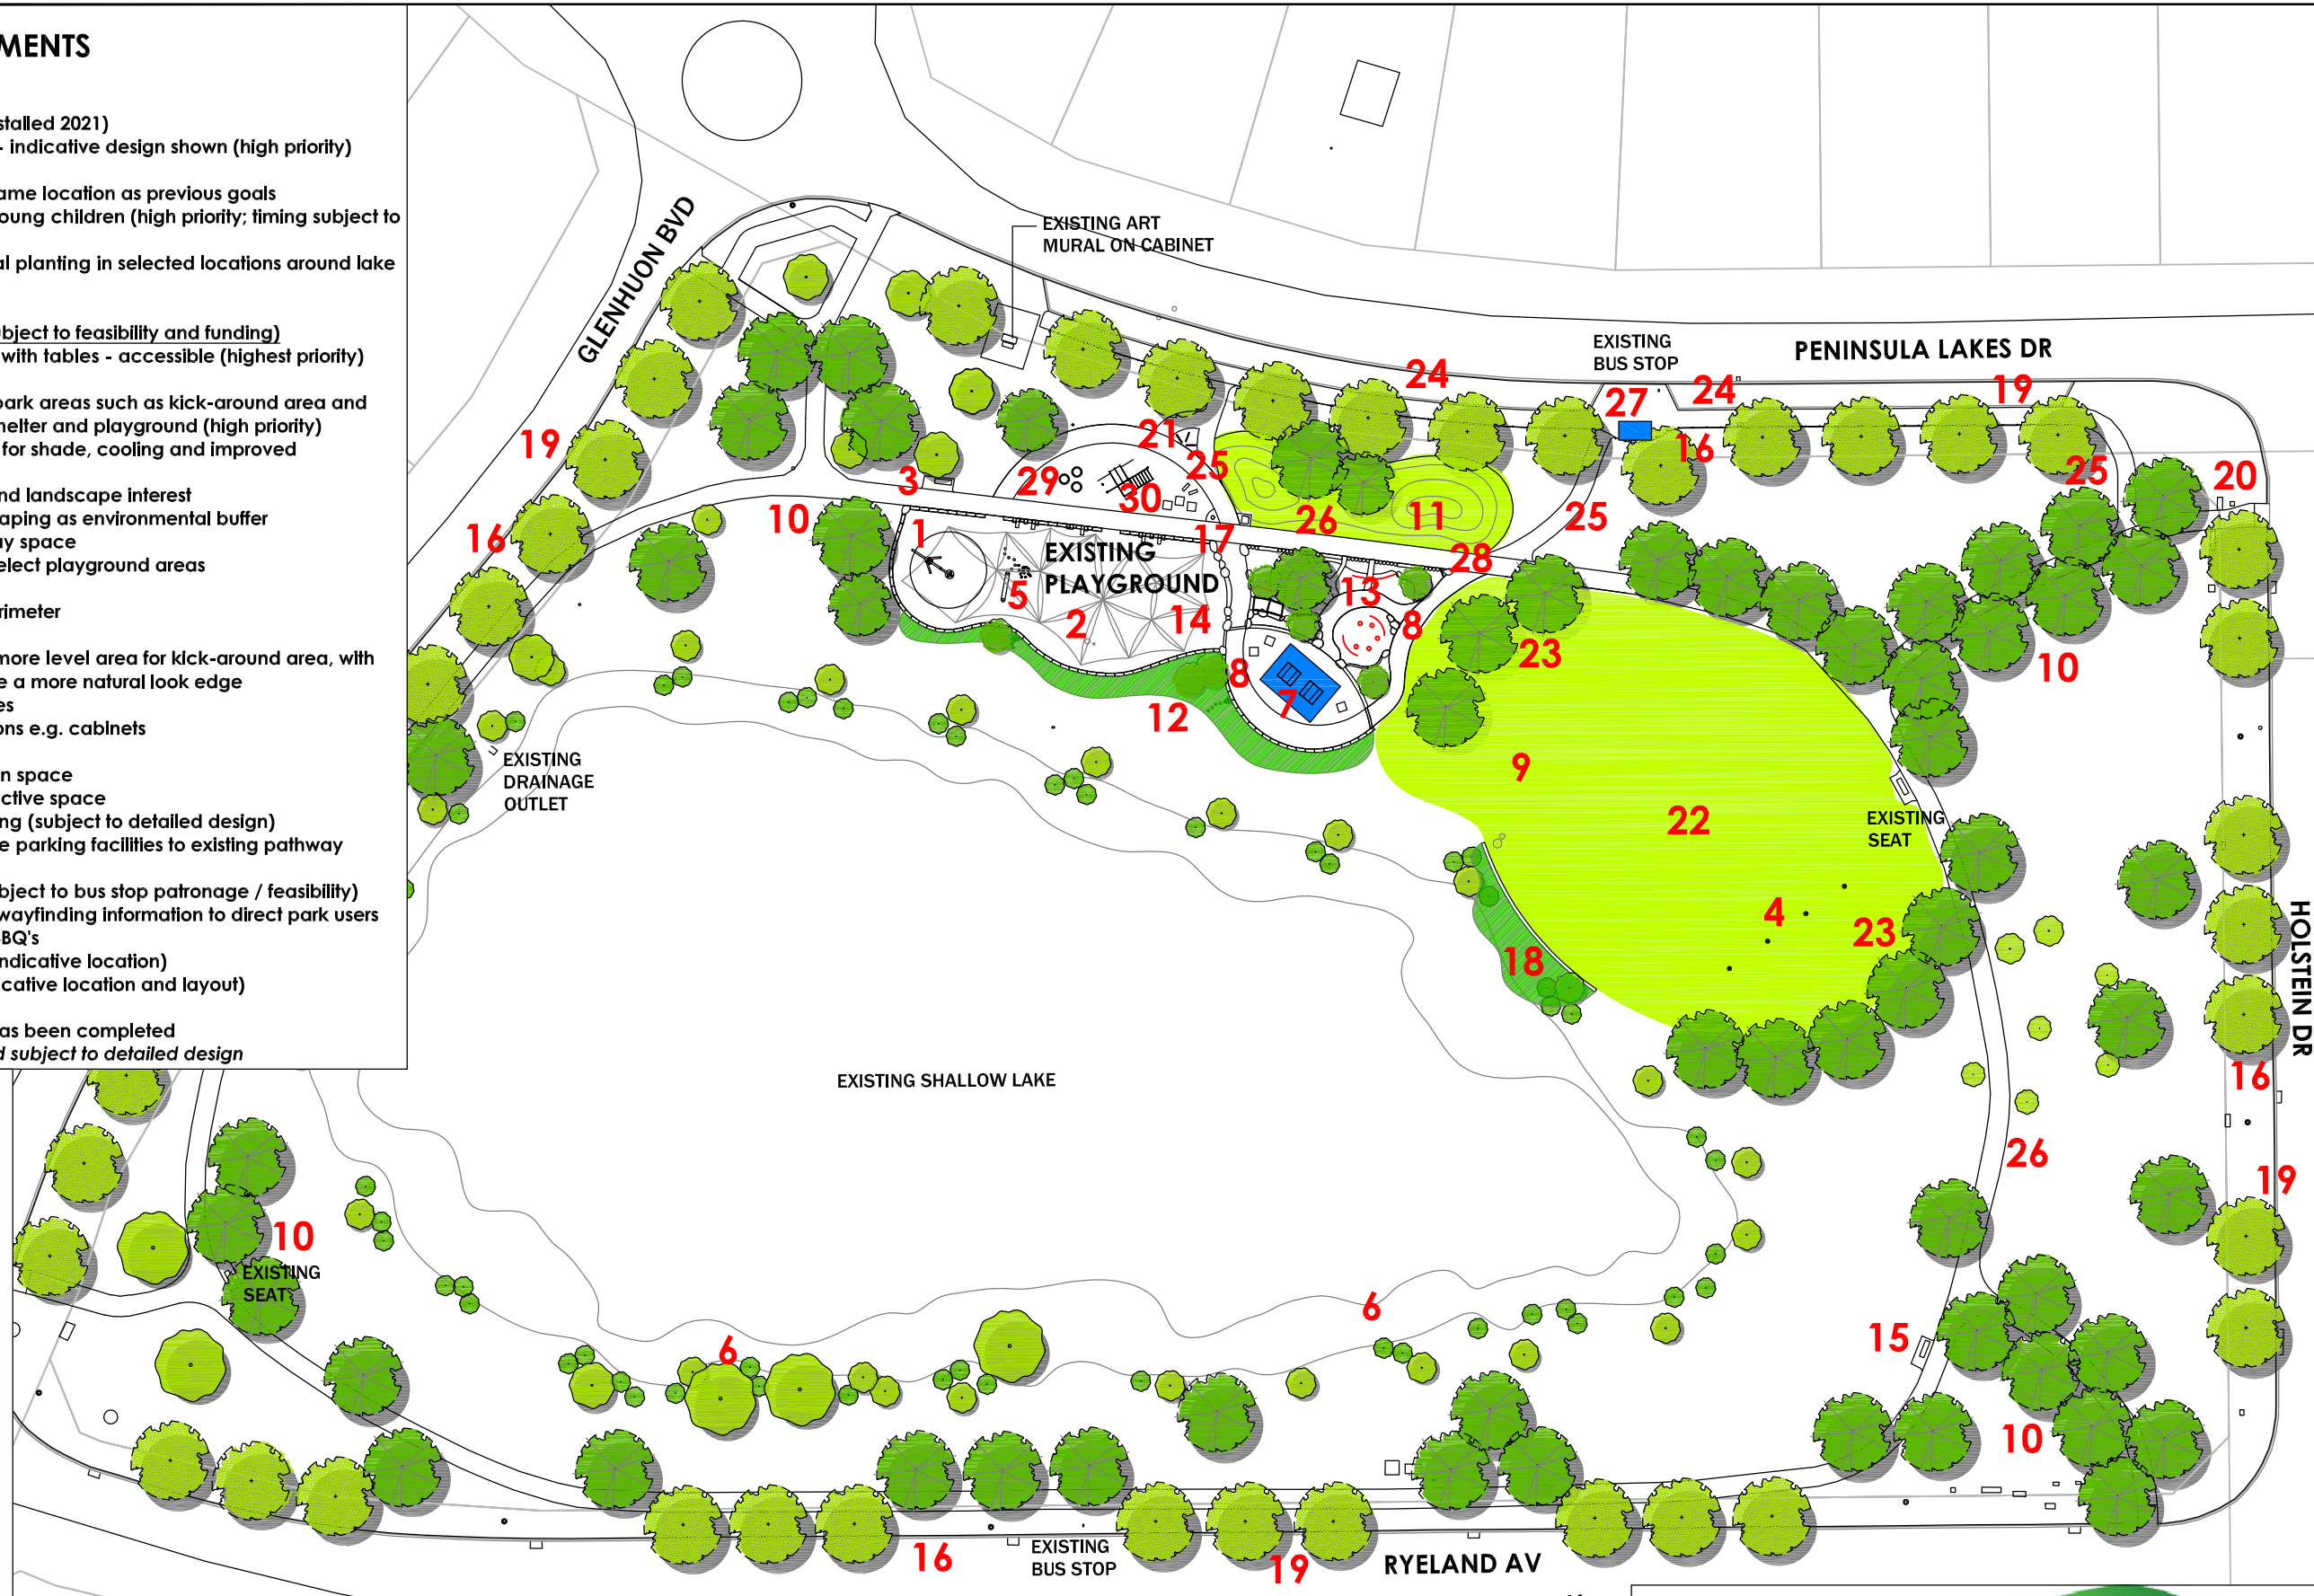 MENTS
stalled 2021)
- indicative design shown (high priority)
ame location as previous goals
oung children (high priority; timing subject to
al planting in selected locations around lake
ubject to feasibility and funding)
with tables - accessible (highest priority)
park areas such as kick-around area and
helter and playground (high priority)
for shade, cooling and improved
nd landscape interest
aping as environmental buffer
ay space
elect playground areas
rimeter
more level area for kick-around area, with
e a more natural look edge
es
ons e.g. cabinets
n space
ctive space
ng (subject to detailed design)
e parking facilities to existing pathway
bject to bus stop patronage / feasibility)
wayfinding information to direct park users
BBQ's
ndicative location)
icative location and layout)
as been completed
d subject to detailed design
GLENHUON BVD
EXISTING ART
MURAL ON CABINET
EXISTING
BUS STOP
PENINSULA LAKES DR
24
27
24
19
19
21
25
16
25
20
3
29
30
26
11
25
16
10
1
17
28
EXISTING
PLAYGROUND
5
2
14
13
8
23
10
8
7
12
9
EXISTING
DRAINAGE
OUTLET
22
EXISTING
SEAT
4
23
18
HOLSTEIN DR
EXISTING SHALLOW LAKE
16
26
19
10
EXISTING
SEAT
6
6
15
10
16
EXISTING
BUS STOP
19
RYELAND AV